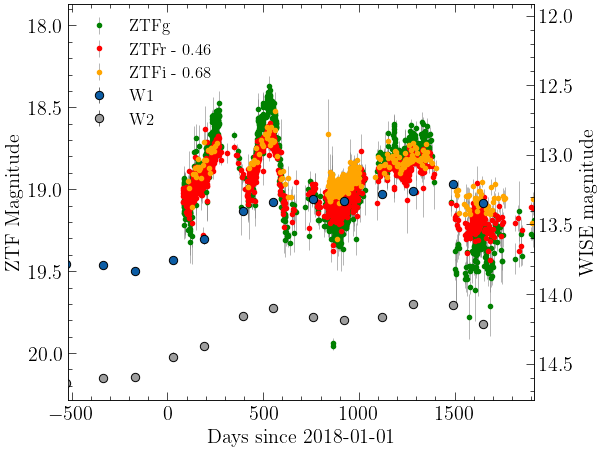 ZTFg
ZTFr - 0.46
ZTFi - 0.68
W1
W2
18.0
18.5
19.0
19.5
20.0
ZTF Magnitude
12.0
12.5
13.0
13.5
14.0
14.5
WISE magnitude
−500
0
500
1000
1500
Days since 2018-01-01